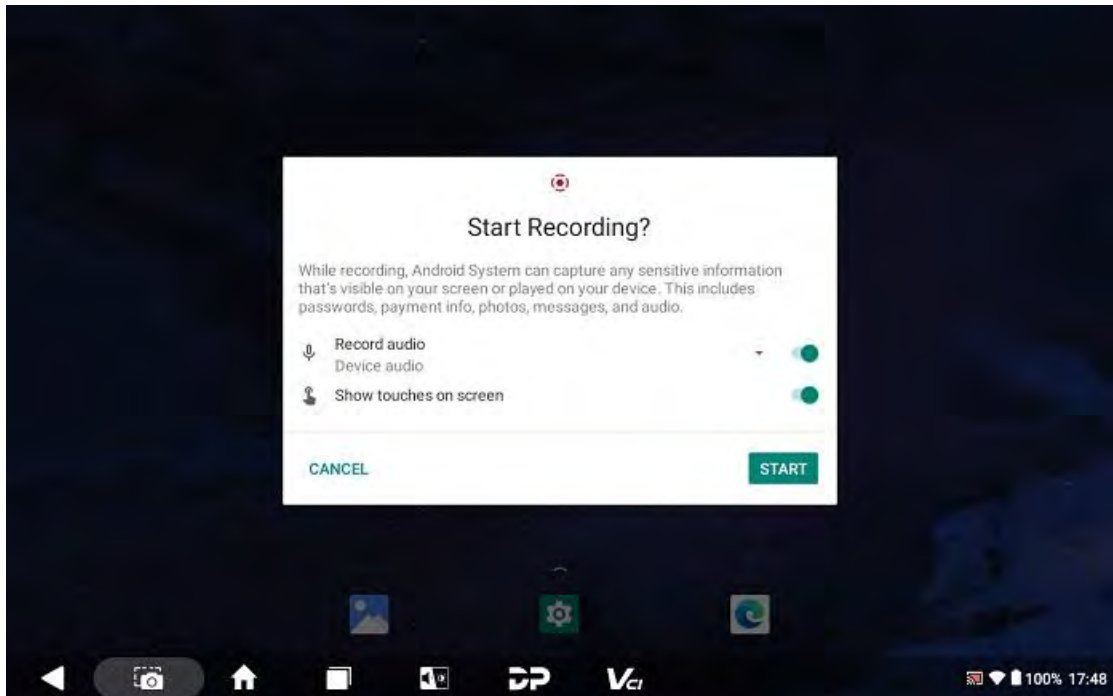 Start Recording?
While recording, Android System can capture any sensitive information
that's visible on your screen or played on your device. This includes
passwords, payment info, photos, messages, and audio.
Record audio
Device audio
Show touches on screen
CANCEL
START
DP
VCI
100% 17:48